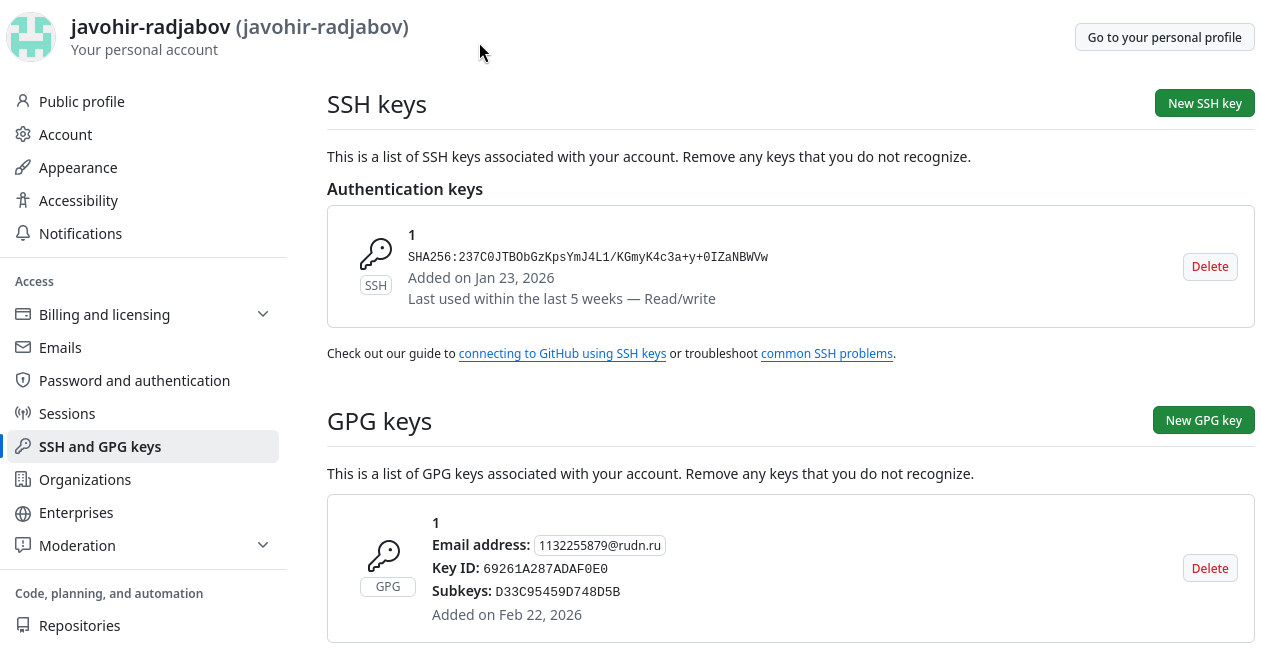 javohir-radjabov (javohir-radjabov)
Your personal account
Go to your personal profile
Public profile
Account
Appearance
Accessibility
Notifications
Access
Billing and licensing
Emails
Password and authentication
Sessions
SSH and GPG keys
Organizations
Enterprises
Moderation
Code, planning, and automation
Repositories
SSH keys
New SSH key
This is a list of SSH keys associated with your account. Remove any keys that you do not recognize.
Authentication keys
1
SHA256:237C0JTBObGzKpsYmJ4L1/KGmyK4c3a+y+0IZaNBWVw
Added on Jan 23, 2026
Last used within the last 5 weeks — Read/write
SSH
Delete
Check out our guide to connecting to GitHub using SSH keys or troubleshoot common SSH problems.
GPG keys
New GPG key
This is a list of GPG keys associated with your account. Remove any keys that you do not recognize.
1
Email address: 1132255879@rudn.ru
Key ID: 69261A287ADAF0E0
Subkeys: D33C95459D748D5B
Added on Feb 22, 2026
GPG
Delete